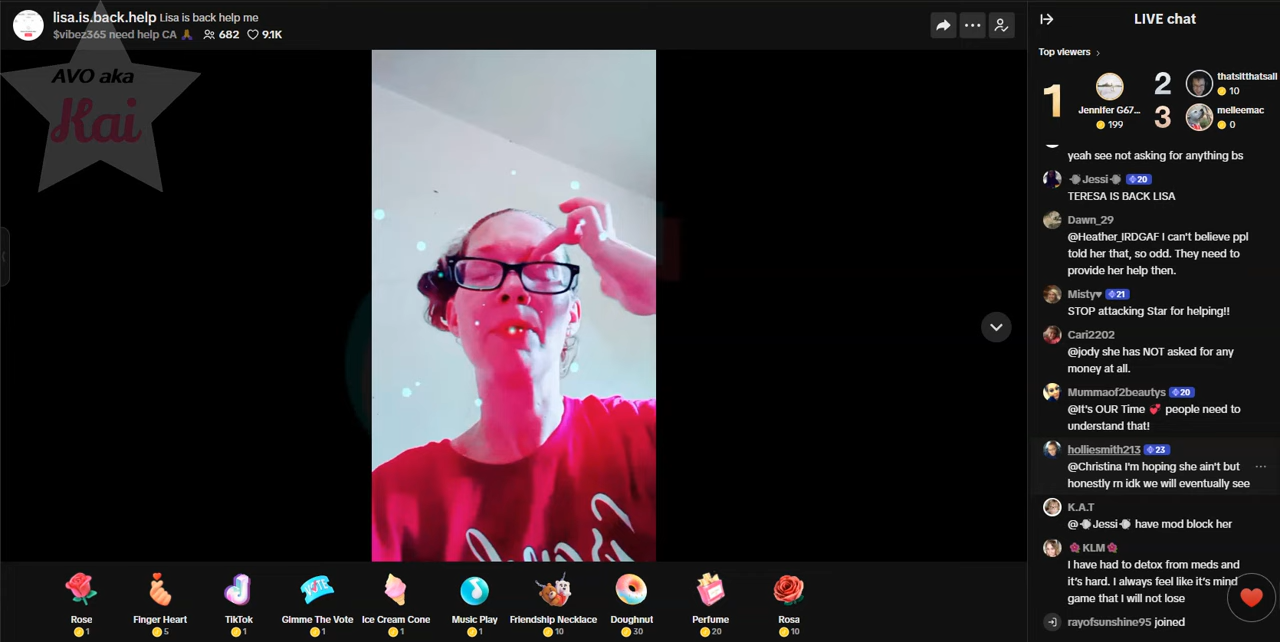 lisa.is.back.help Lisa is back help me
$vibez365 need help CA 🙏 682 9.1K
AVO aka
Kai
LIVE chat
Top viewers >
1
Jennifer G67...
199
2
thatsitthatsall
10
3
melleemac
0
yeah see not asking for anything bs
Jessi 20
TERESA IS BACK LISA
Dawn_29
@Heather_IRDGAF I can't believe ppl
told her that, so odd. They need to
provide her help then.
Misty♥ 21
STOP attacking Star for helping!!
Cari2202
@jody she has NOT asked for any
money at all.
Mummaof2beautys 20
@It's OUR Time 💞 people need to
understand that!
holliesmith213 23
@Christina I'm hoping she ain't but
honestly rn idk we will eventually see
K.A.T
@Jessi have mod block her
🌺 KLM 🌺
I have had to detox from meds and
it's hard. I always feel like it's mind
game that I will not lose
rayofsunshine95 joined
Rose
1
Finger Heart
5
TikTok
1
VOTE
Gimme The Vote
1
Ice Cream Cone
1
Music Play
1
Friendship Necklace
10
Doughnut
30
Perfume
20
Rosa
10